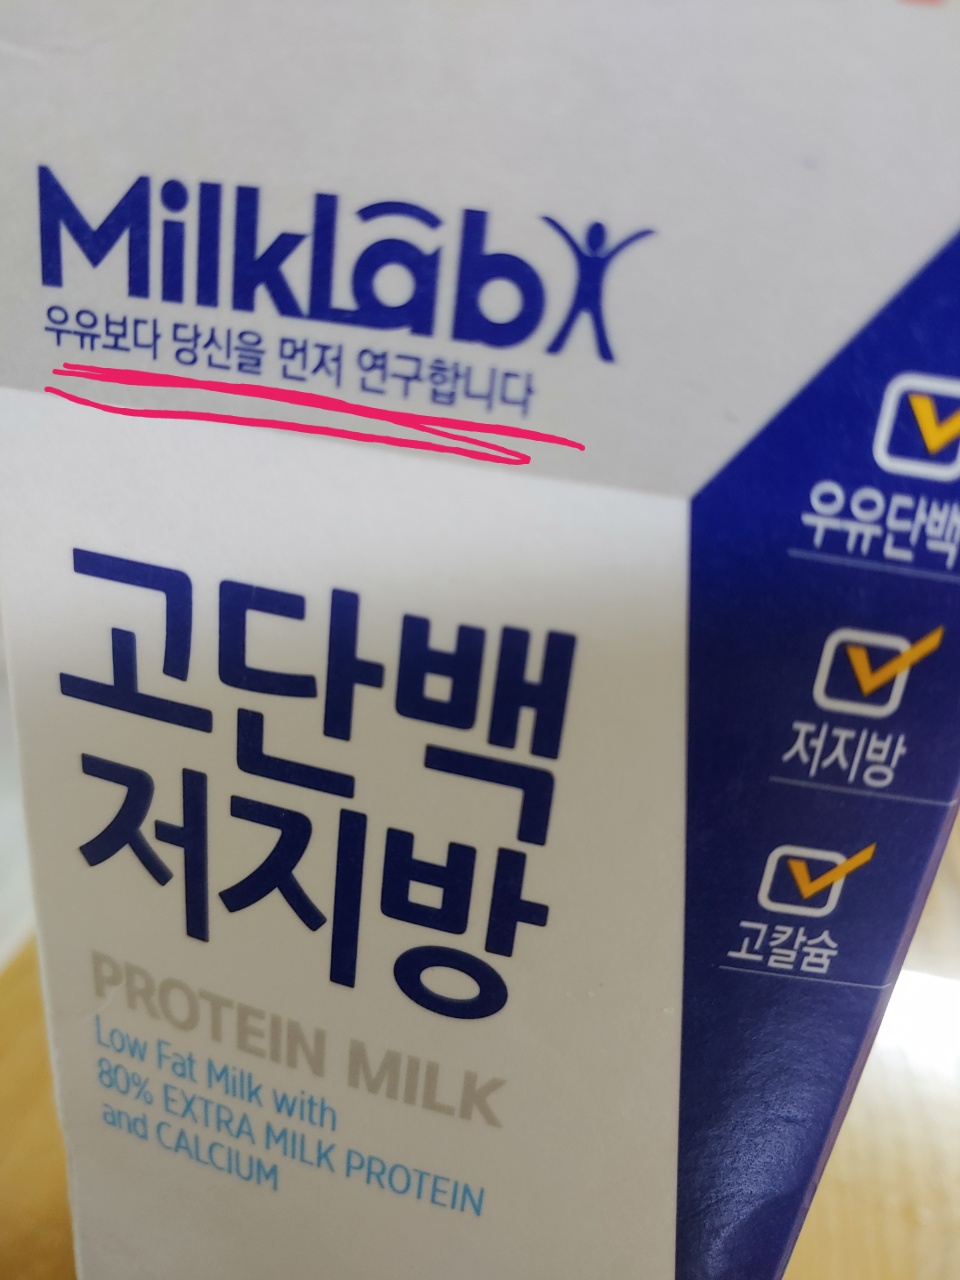 MilkLab
우유보다 당신을 먼저 연구합니다
고단백
저지방
PROTEIN MILK
Low Fat Milk with
80% EXTRA MILK PROTEIN
and CALCIUM
우유단백
저지방
고칼슘